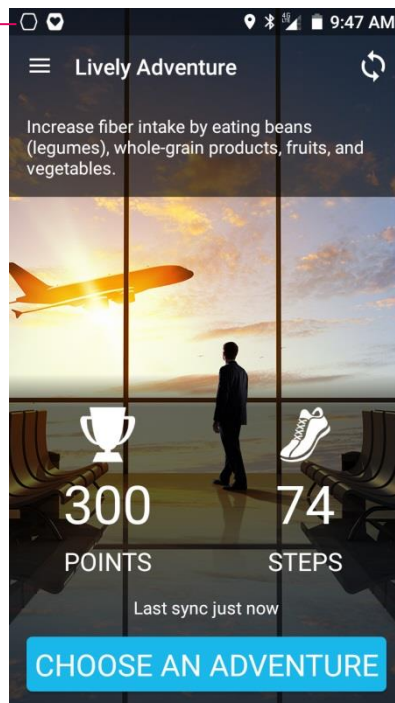 4G 9:47 AM
Lively Adventure
Increase fiber intake by eating beans
(legumes), whole-grain products, fruits, and
vegetables.
300 74
POINTS STEPS
Last sync just now
CHOOSE AN ADVENTURE